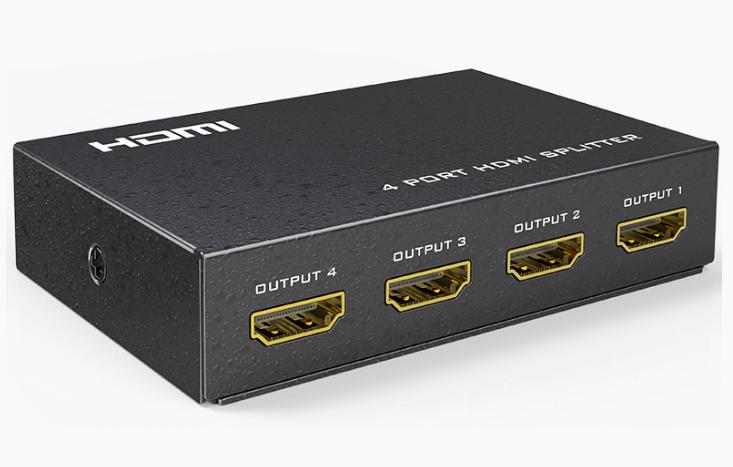 HDMI
4 PORT HDMI SPLITTER
OUTPUT 4
OUTPUT 3
OUTPUT 2
OUTPUT 1